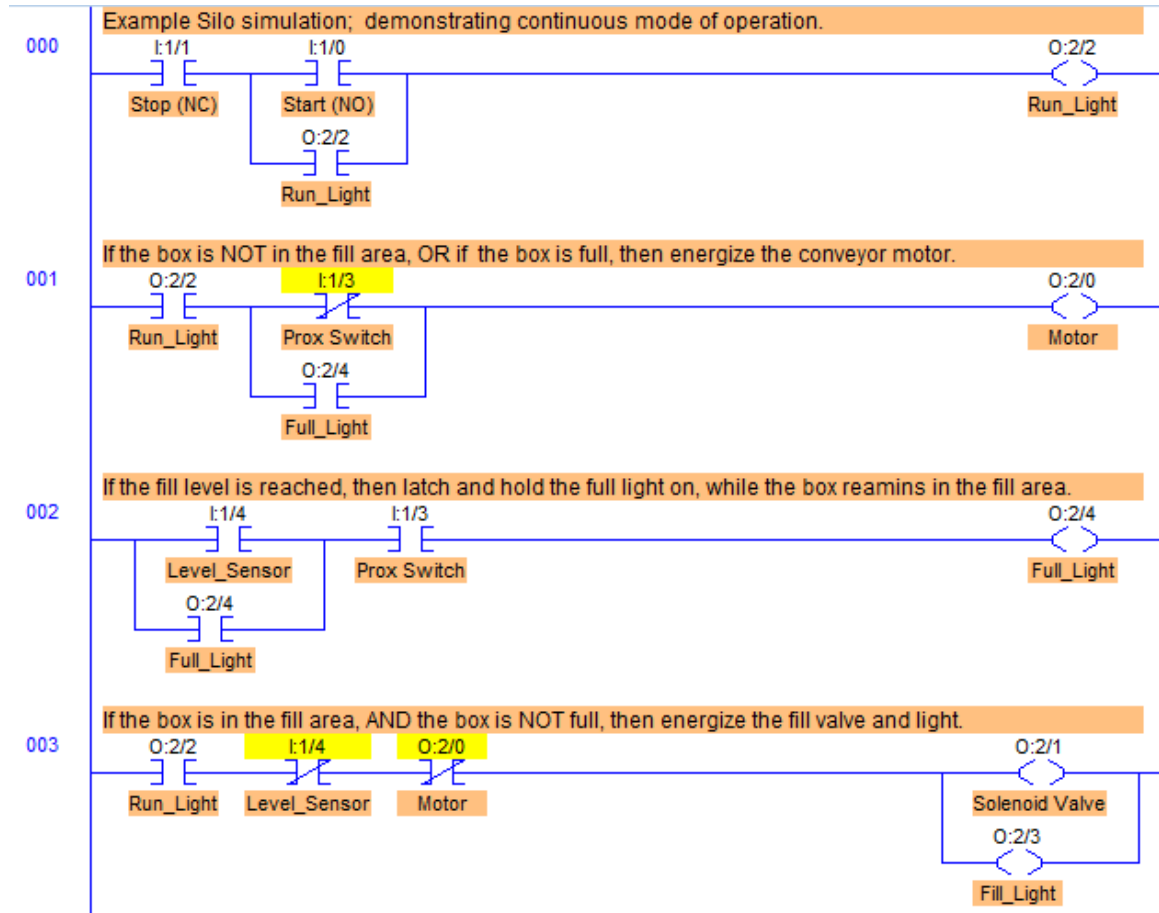 Example Silo simulation; demonstrating continuous mode of operation.
000
I:1/1 I:1/0 O:2/2
Stop (NC) Start (NO) Run_Light
O:2/2
Run_Light
If the box is NOT in the fill area, OR if the box is full, then energize the conveyor motor.
001
O:2/2 I:1/3 O:2/0
Run_Light Prox Switch Motor
O:2/4
Full_Light
If the fill level is reached, then latch and hold the full light on, while the box reamins in the fill area.
002
I:1/4 I:1/3 O:2/4
Level_Sensor Prox Switch Full_Light
O:2/4
Full_Light
If the box is in the fill area, AND the box is NOT full, then energize the fill valve and light.
003
O:2/2 I:1/4 O:2/0 O:2/1
Run_Light Level_Sensor Motor Solenoid Valve
O:2/3
Fill_Light